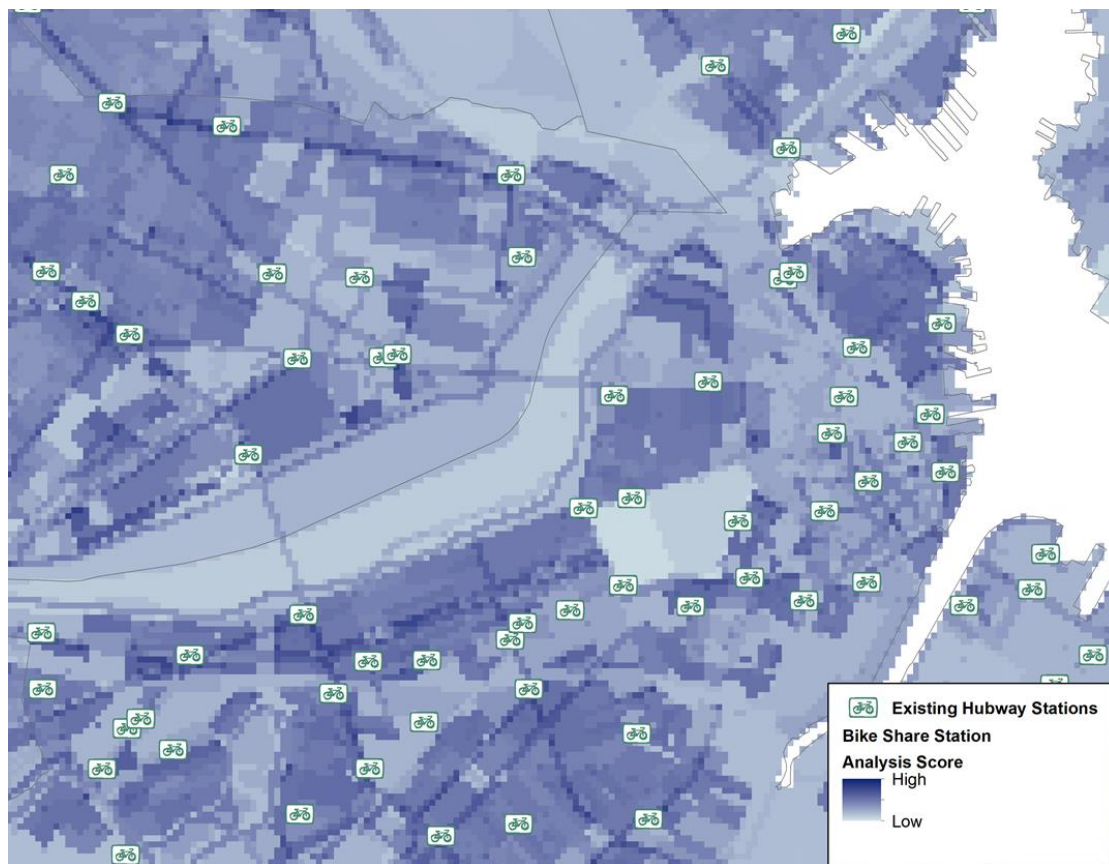 Existing Hubway Stations
Bike Share Station
Analysis Score
High
Low